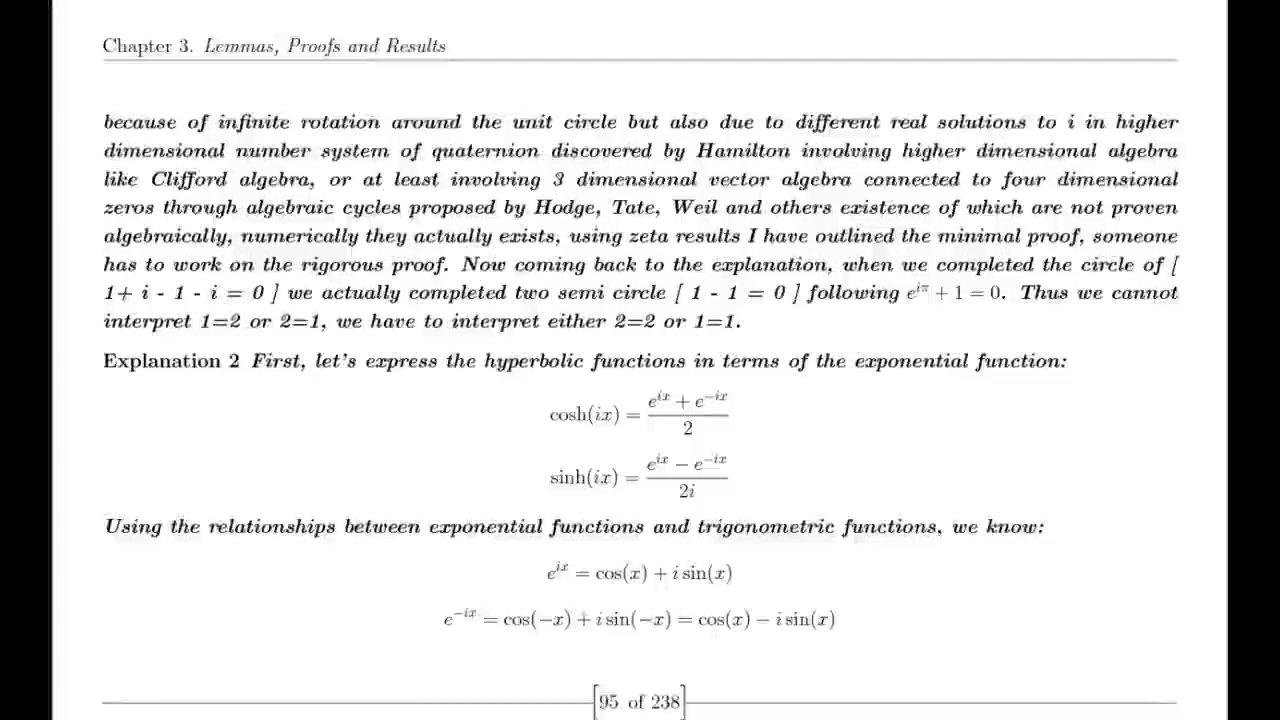 Chapter 3. Lemmas, Proofs and Results
because of infinite rotation around the unit circle but also due to different real solutions to i in higher
dimensional number system of quaternion discovered by Hamilton involving higher dimensional algebra
like Clifford algebra, or at least involving 3 dimensional vector algebra connected to four dimensional
zeros through algebraic cycles proposed by Hodge, Tate, Weil and others existence of which are not proven
algebraically, numerically they actually exists, using zeta results I have outlined the minimal proof, someone
has to work on the rigorous proof. Now coming back to the explanation, when we completed the circle of [
1+ i - 1 - i = 0 ] we actually completed two semi circle [ 1 - 1 = 0 ] following e^{iπ} + 1 = 0. Thus we cannot
interpret 1=2 or 2=1, we have to interpret either 2=2 or 1=1.
Explanation 2 First, let's express the hyperbolic functions in terms of the exponential function:
cosh(ix) = \frac{e^{ix} + e^{-ix}}{2}
sinh(ix) = \frac{e^{ix} - e^{-ix}}{2i}
Using the relationships between exponential functions and trigonometric functions, we know:
e^{ix} = cos(x) + i sin(x)
e^{-ix} = cos(−x) + i sin(−x) = cos(x) − i sin(x)
[95 of 238]